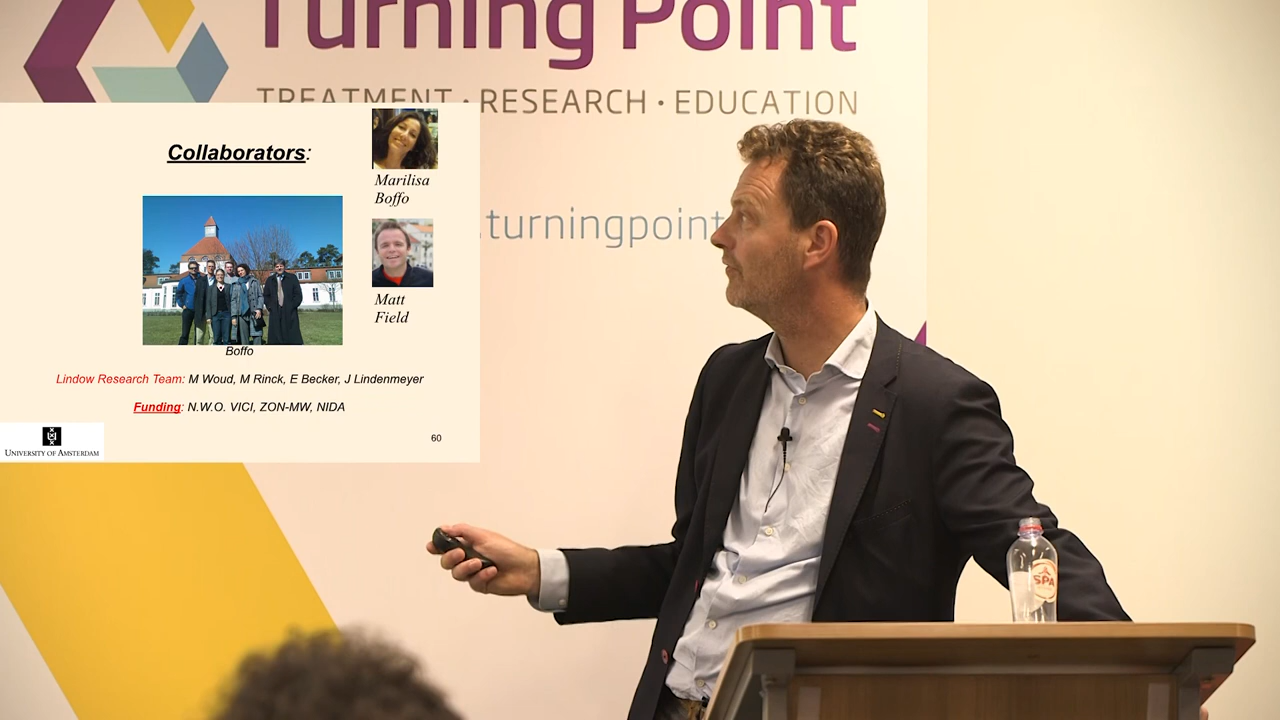 Turning Point
TREATMENT · RESEARCH · EDUCATION
.turningpoint
Collaborators:
Marilisa
Boffo
Matt
Field
Boffo
Lindow Research Team: M Woud, M Rinck, E Becker, J Lindenmeyer
Funding: N.W.O. VICI, ZON-MW, NIDA
60
UNIVERSITY OF AMSTERDAM
SPA